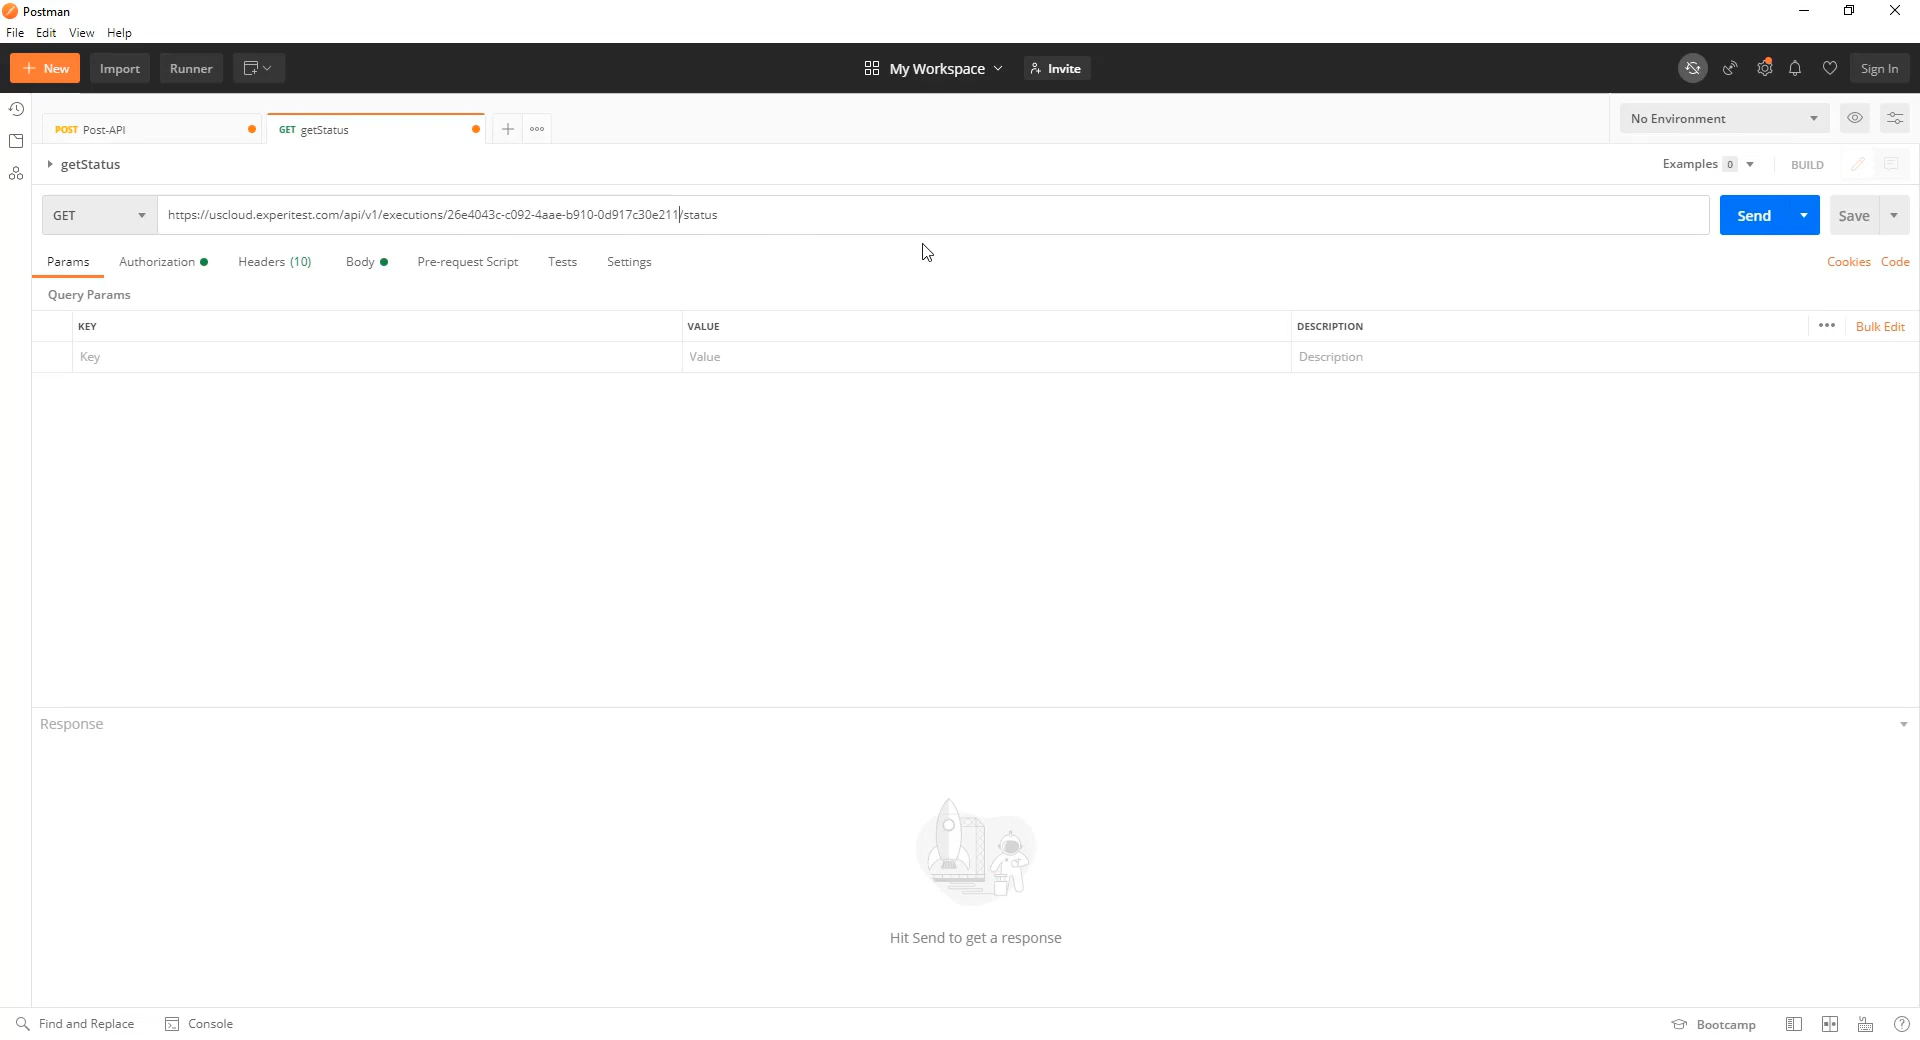 Postman
File Edit View Help
New Import Runner My Workspace Invite Sign In
POST Post-API GET getStatus No Environment
getStatus Examples 0 BUILD
GET https://uscloud.experitest.com/api/v1/executions/26e4043c-c092-4aae-b910-0d917c30e211/status Send Save
Params Authorization Headers (10) Body Pre-request Script Tests Settings Cookies Code
Query Params
KEY VALUE DESCRIPTION ••• Bulk Edit
Key Value Description
Response
Hit Send to get a response
Find and Replace Console Bootcamp